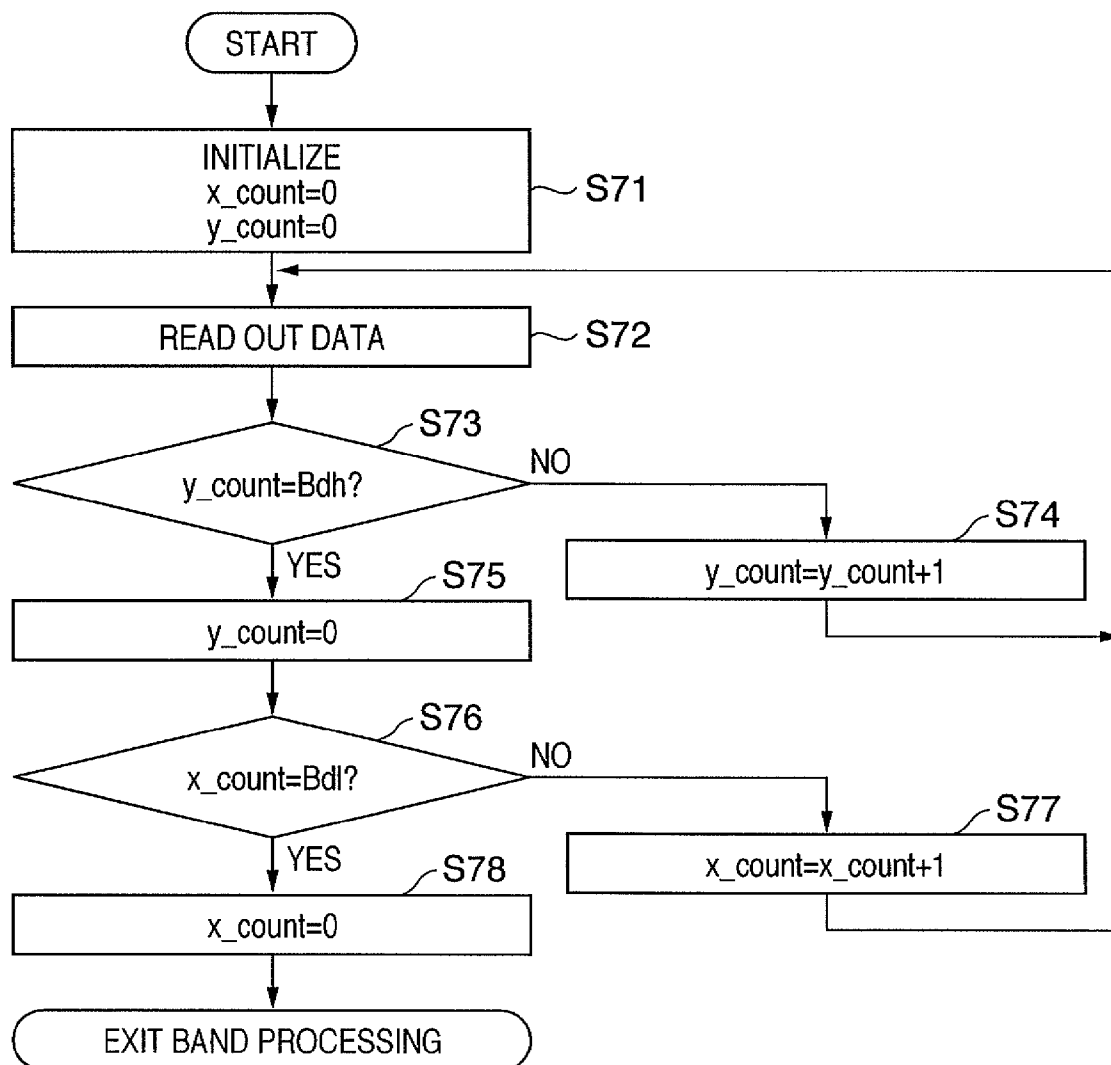 START
INITIALIZE
x_count=0
y_count=0
S71
READ OUT DATA
S72
S73
y_count=Bdh?
NO
S74
y_count=y_count+1
YES
S75
y_count=0
S76
x_count=Bdl?
NO
S77
x_count=x_count+1
YES
S78
x_count=0
EXIT BAND PROCESSING